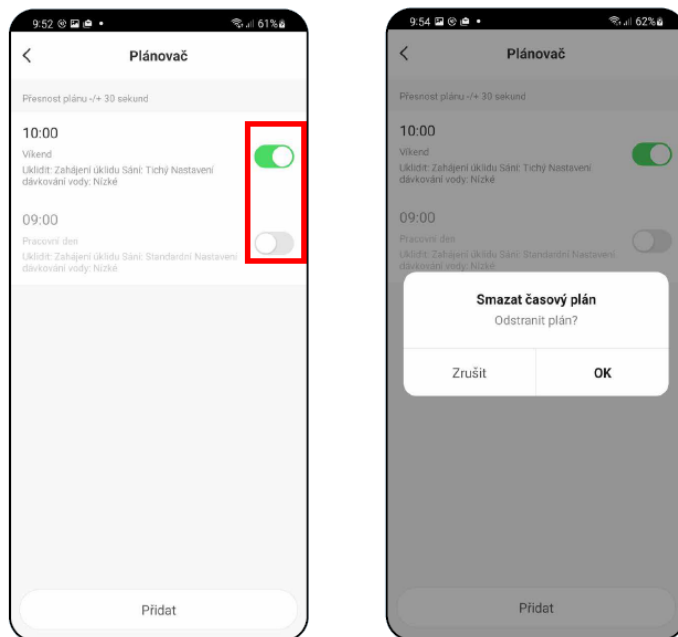 9:52
61%
Plánovač
Přesnost plánu -/+ 30 sekund
10:00
Víkend
Uklidit: Zahájení úklidu Sání: Tichý Nastavení
dávkování vody: Nízké
09:00
Pracovní den
Uklidit: Zahájení úklidu Sání: Standardní Nastavení
dávkování vody: Nízké
Přidat
9:54
62%
Plánovač
Přesnost plánu -/+ 30 sekund
10:00
Víkend
Uklidit: Zahájení úklidu Sání: Tichý Nastavení
dávkování vody: Nízké
09:00
Pracovní den
Uklidit: Zahájení úklidu Sání: Standardní Nastavení
dávkování vody: Nízké
Smazat časový plán
Odstranit plán?
Zrušit
OK
Přidat